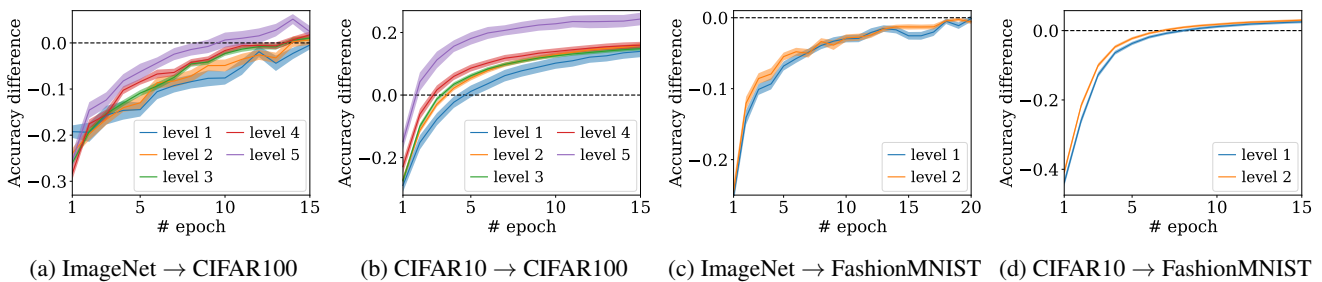 Accuracy difference
0.0
−0.1
−0.2
−0.3
level 1
level 4
level 2
level 5
level 3
1
5
10
15
# epoch
(a) ImageNet → CIFAR100
Accuracy difference
0.2
0.0
−0.2
level 1
level 4
level 2
level 5
level 3
1
5
10
15
# epoch
(b) CIFAR10 → CIFAR100
Accuracy difference
−0.0
−0.1
−0.2
level 1
level 2
1
5
10
15
20
# epoch
(c) ImageNet → FashionMNIST
Accuracy difference
0.0
−0.2
−0.4
level 1
level 2
1
5
10
15
# epoch
(d) CIFAR10 → FashionMNIST